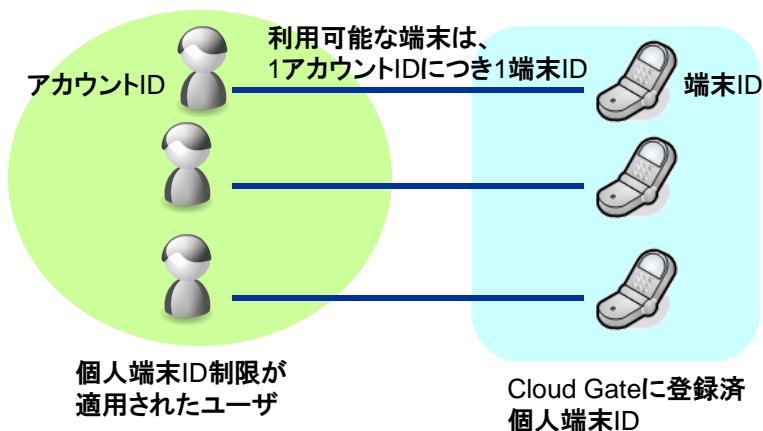 利用可能な端末は、
1アカウントIDにつき1端末ID
アカウントID
端末ID
個人端末ID制限が
適用されたユーザ
Cloud Gateに登録済
個人端末ID